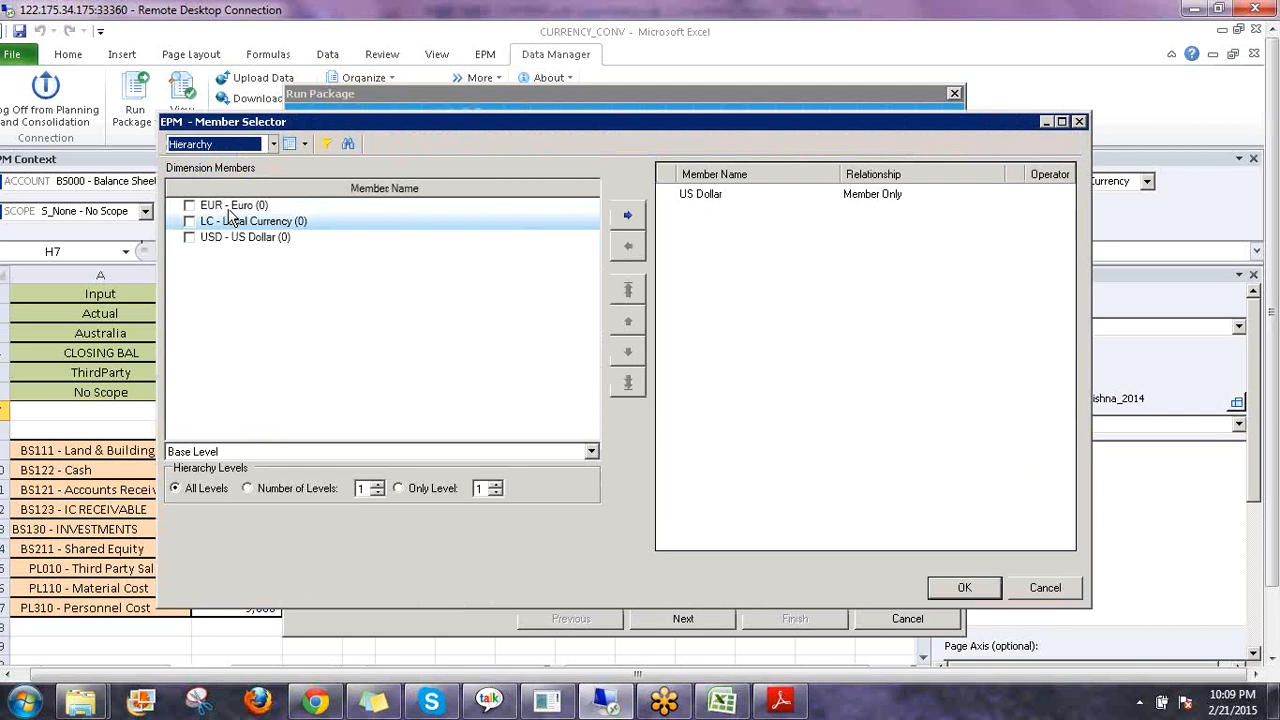 122.175.34.175:33360 - Remote Desktop Connection
CURRENCY_CONV - Microsoft Excel
File Home Insert Page Layout Formulas Data Review View EPM Data Manager
Upload Data Organize More About
Download
og Off from Planning
and Consolidation
Run
Package
View
Connection
Run Package
EPM - Member Selector
Hierarchy
PM Context
ACCOUNT BS000 - Balance Sheet
Currency
SCOPE S_None - No Scope
H7
Dimension Members
Member Name
EUR - Euro (0)
LC - Local Currency (0)
USD - US Dollar (0)
Member Name Relationship Operator
US Dollar Member Only
Base Level
Hierarchy Levels
All Levels Number of Levels: 1 Only Level: 1
OK Cancel
Previous Next Finish Cancel
A
Input
Actual
Australia
CLOSING BAL
ThirdParty
No Scope
BS111 - Land & Building
BS122 - Cash
BS121 - Accounts Receiv
BS123 - IC RECEIVABLE
BS130 - INVESTMENTS
BS211 - Shared Equity
PL010 - Third Party Sal
PL110 - Material Cost
PL310 - Personnel Cost
ishna_2014
Page Axis (optional):
talk
10:09 PM
2/21/2015